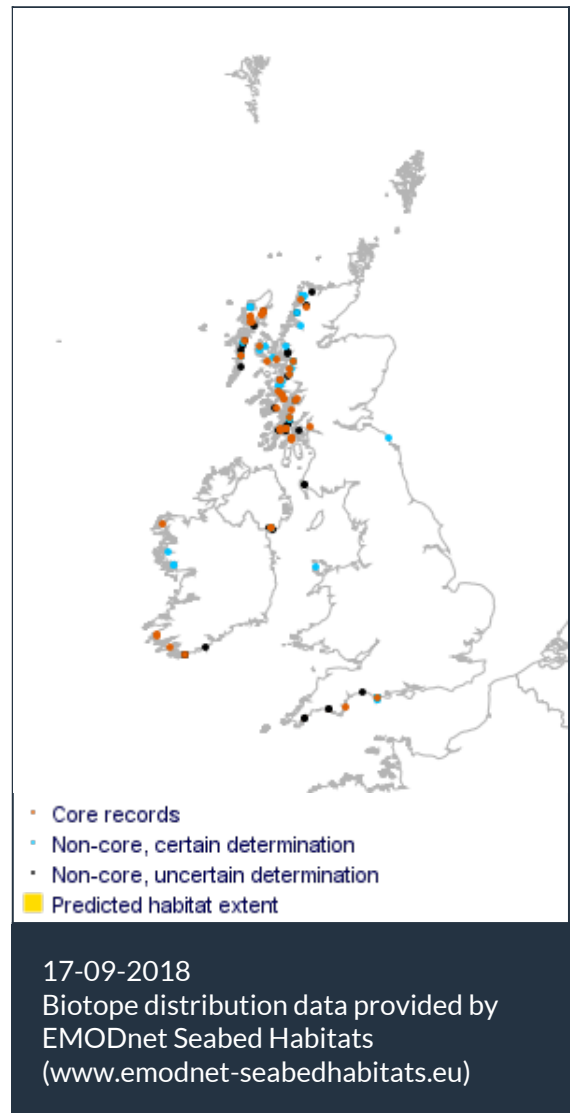 Core records
Non-core, certain determination
Non-core, uncertain determination
Predicted habitat extent
17-09-2018
Biotope distribution data provided by
EMODnet Seabed Habitats
(www.emodnet-seabedhabitats.eu)